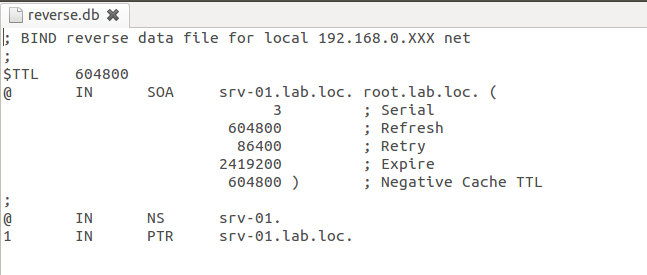 reverse.db
; BIND reverse data file for local 192.168.0.XXX net
;
$TTL    604800
@       IN      SOA     srv-01.lab.loc. root.lab.loc. (
                              3         ; Serial
                         604800         ; Refresh
                          86400         ; Retry
                        2419200         ; Expire
                         604800 )       ; Negative Cache TTL
;
@       IN      NS      srv-01.
1       IN      PTR     srv-01.lab.loc.